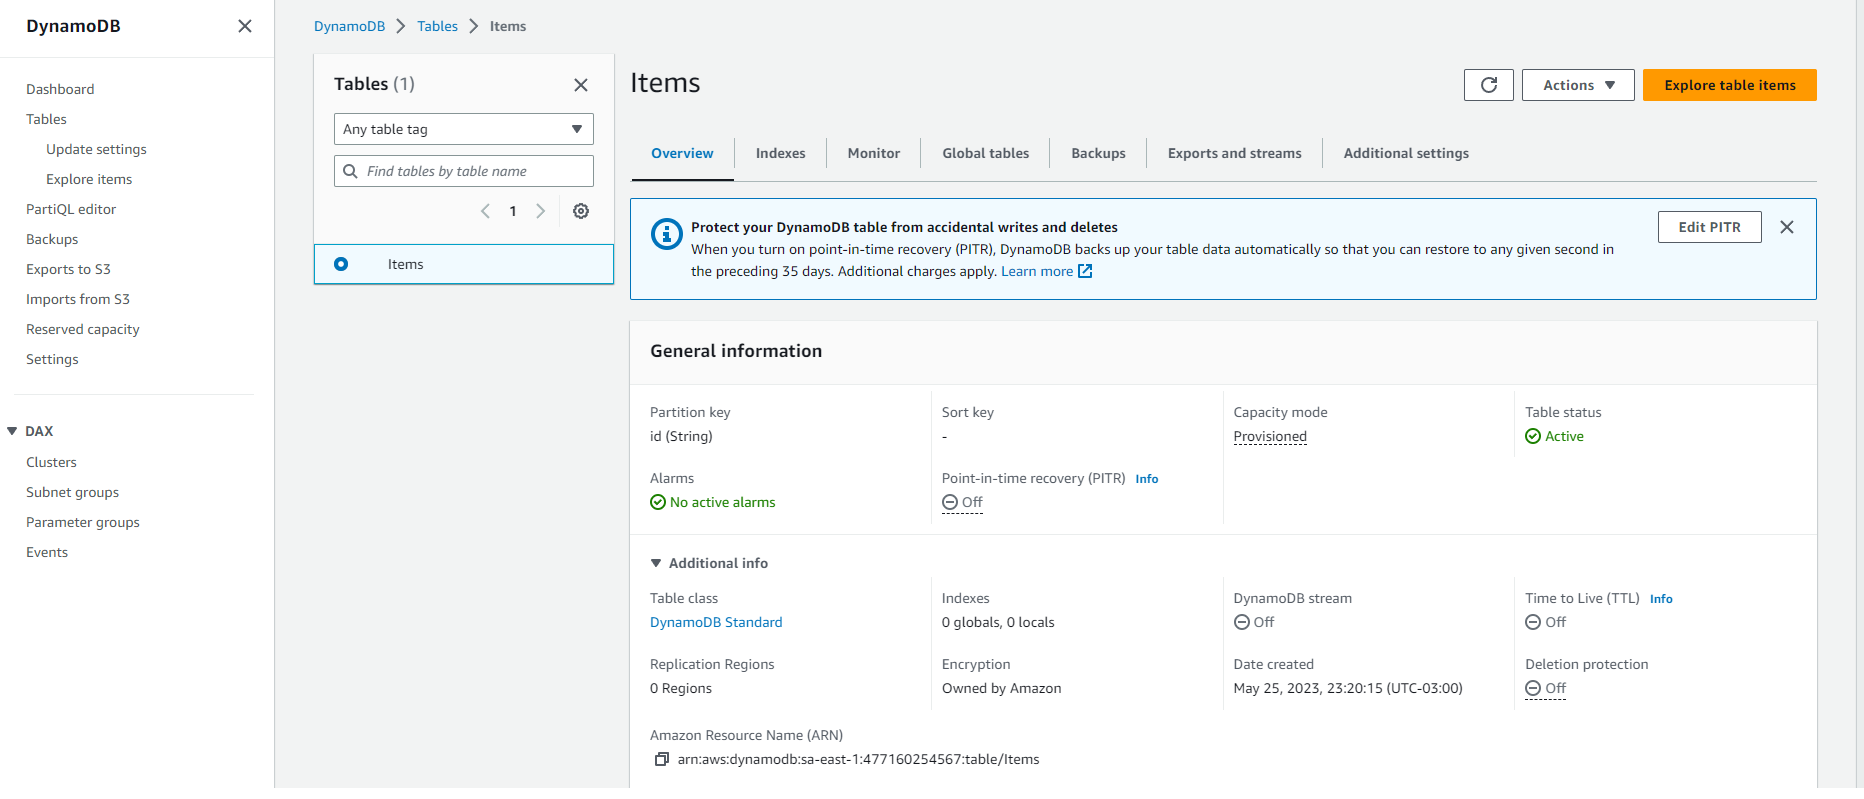 DynamoDB
Dashboard
Tables
Update settings
Explore items
PartiQL editor
Backups
Exports to S3
Imports from S3
Reserved capacity
Settings
DAX
Clusters
Subnet groups
Parameter groups
Events
DynamoDB
Tables
Items
Tables (1)
Any table tag
Find tables by table name
1
Items
Items
Actions
Explore table items
Overview
Indexes
Monitor
Global tables
Backups
Exports and streams
Additional settings
Protect your DynamoDB table from accidental writes and deletes
When you turn on point-in-time recovery (PITR), DynamoDB backs up your table data automatically so that you can restore to any given second in
the preceding 35 days. Additional charges apply. Learn more
Edit PITR
General information
Partition key
id (String)
Sort key
-
Capacity mode
Provisioned
Table status
Active
Alarms
No active alarms
Point-in-time recovery (PITR) Info
Off
Additional info
Table class
DynamoDB Standard
Indexes
0 globals, 0 locals
DynamoDB stream
Off
Time to Live (TTL) Info
Off
Replication Regions
0 Regions
Encryption
Owned by Amazon
Date created
May 25, 2023, 23:20:15 (UTC-03:00)
Deletion protection
Off
Amazon Resource Name (ARN)
arn:aws:dynamodb:sa-east-1:477160254567:table/Items